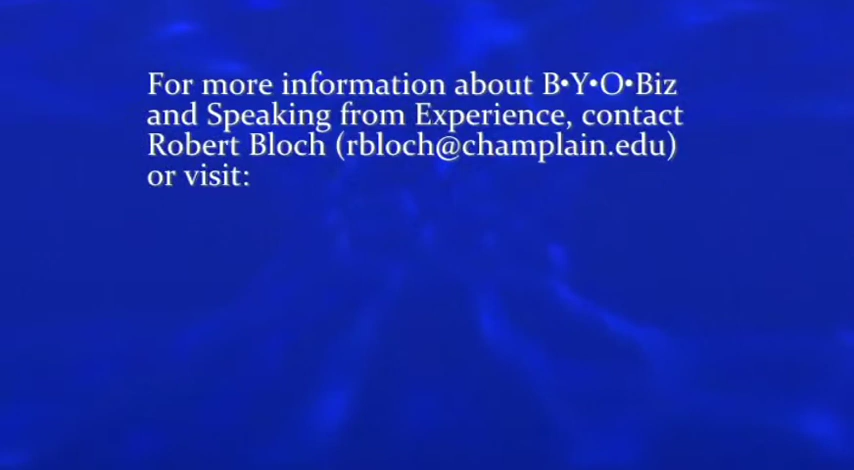 For more information about B•Y•O•Biz
and Speaking from Experience, contact
Robert Bloch (rbloch@champlain.edu)
or visit: